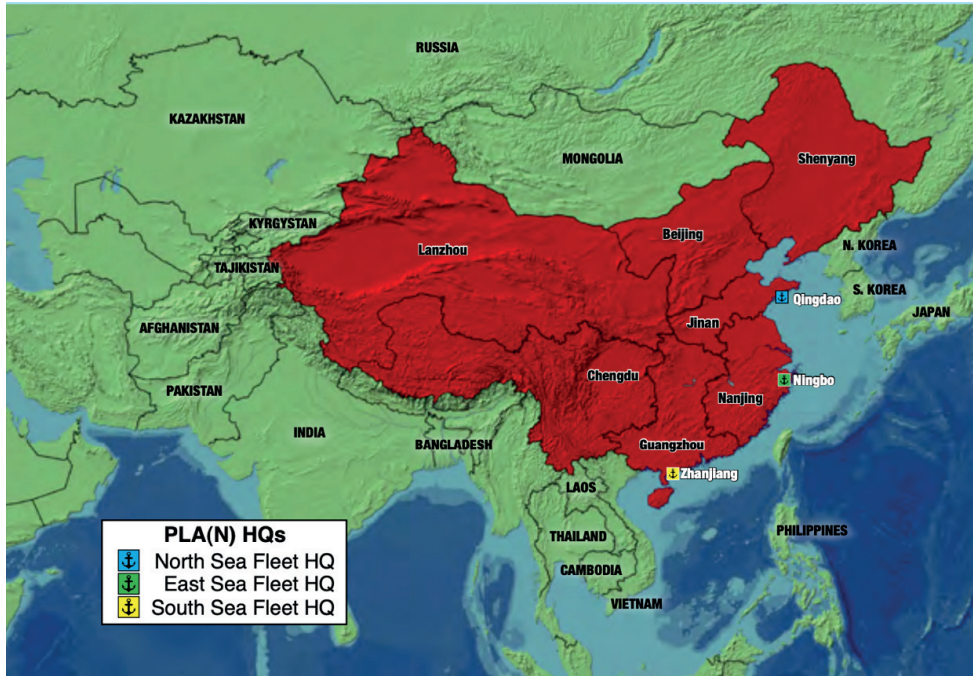 RUSSIA
KAZAKHSTAN
MONGOLIA
Shenyang
KYRGYSTAN
Beijing
Lanzhou
N. KOREA
TAJIKISTAN
S. KOREA
Qingdao
JAPAN
Jinan
AFGHANISTAN
Chengdu
Ningbo
PAKISTAN
Nanjing
INDIA
BANGLADESH
Guangzhou
Zhanjiang
LAOS
PHILIPPINES
THAILAND
CAMBODIA
VIETNAM
PLA(N) HQs
North Sea Fleet HQ
East Sea Fleet HQ
South Sea Fleet HQ